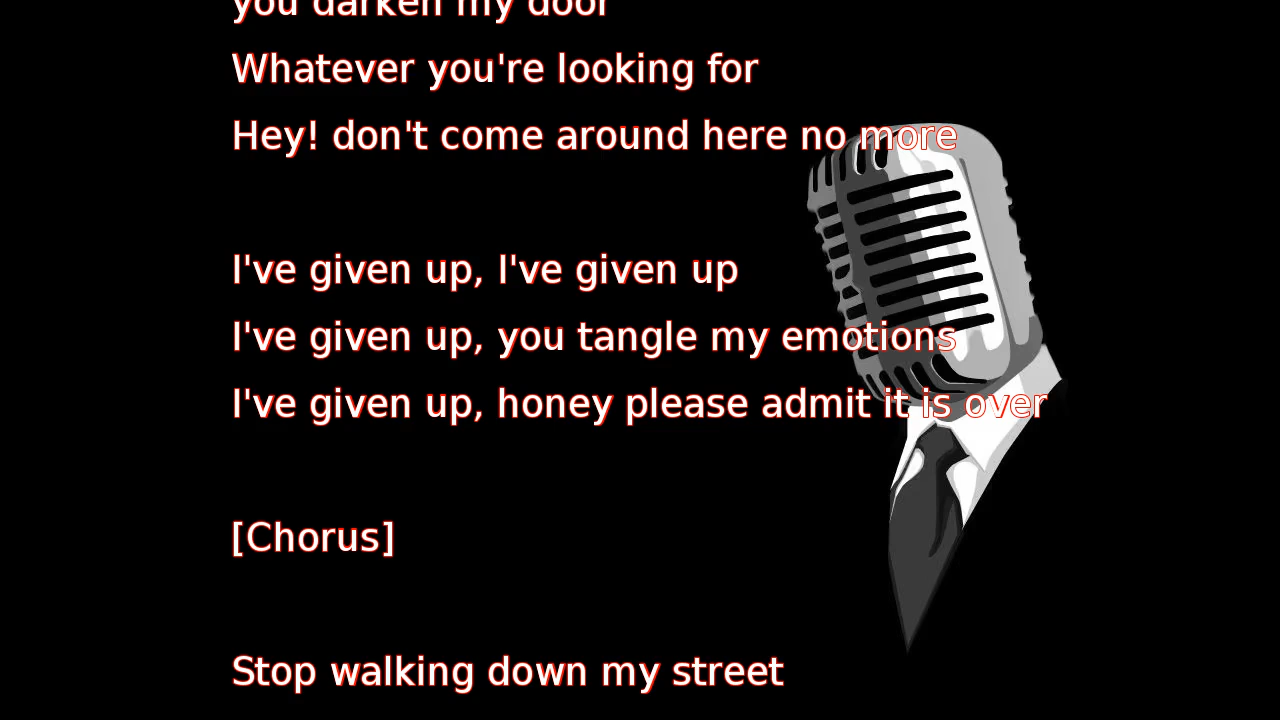 you darken my door
Whatever you're looking for
Hey! don't come around here no more
I've given up, I've given up
I've given up, you tangle my emotions
I've given up, honey please admit it is over
[Chorus]
Stop walking down my street